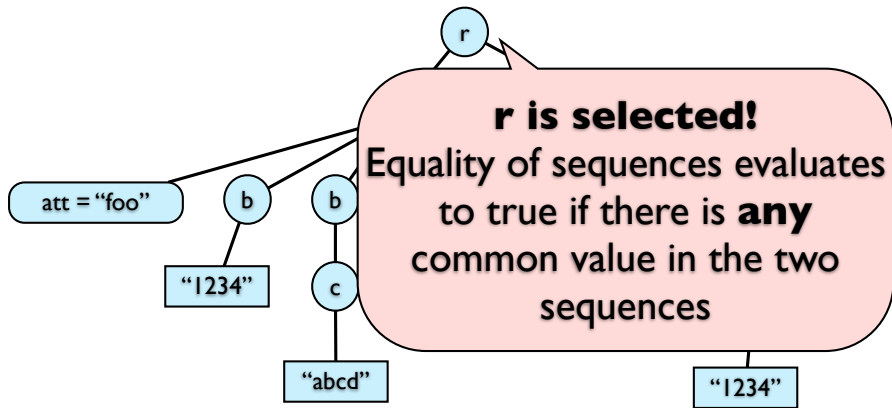 r
r is selected!
Equality of sequences evaluates
to true if there is any
common value in the two
sequences
att = “foo”
b
b
“1234”
c
“abcd”
“1234”